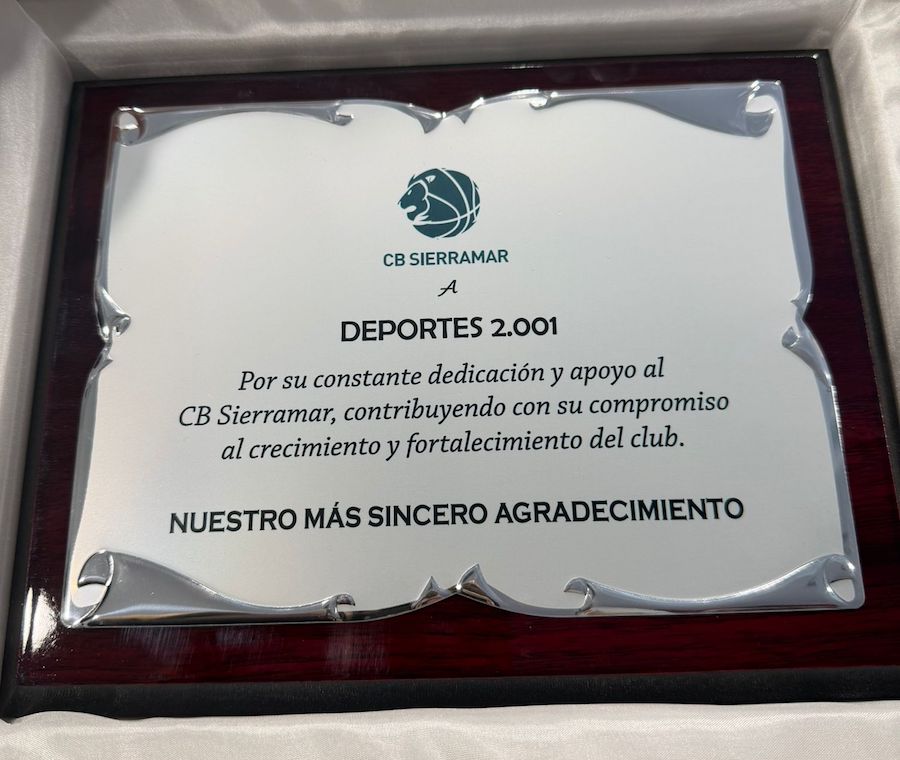 CB SIERRAMAR
A
DEPORTES 2.001
Por su constante dedicación y apoyo al
CB Sierramar, contribuyendo con su compromiso
al crecimiento y fortalecimiento del club.
NUESTRO MÁS SINCERO AGRADECIMIENTO